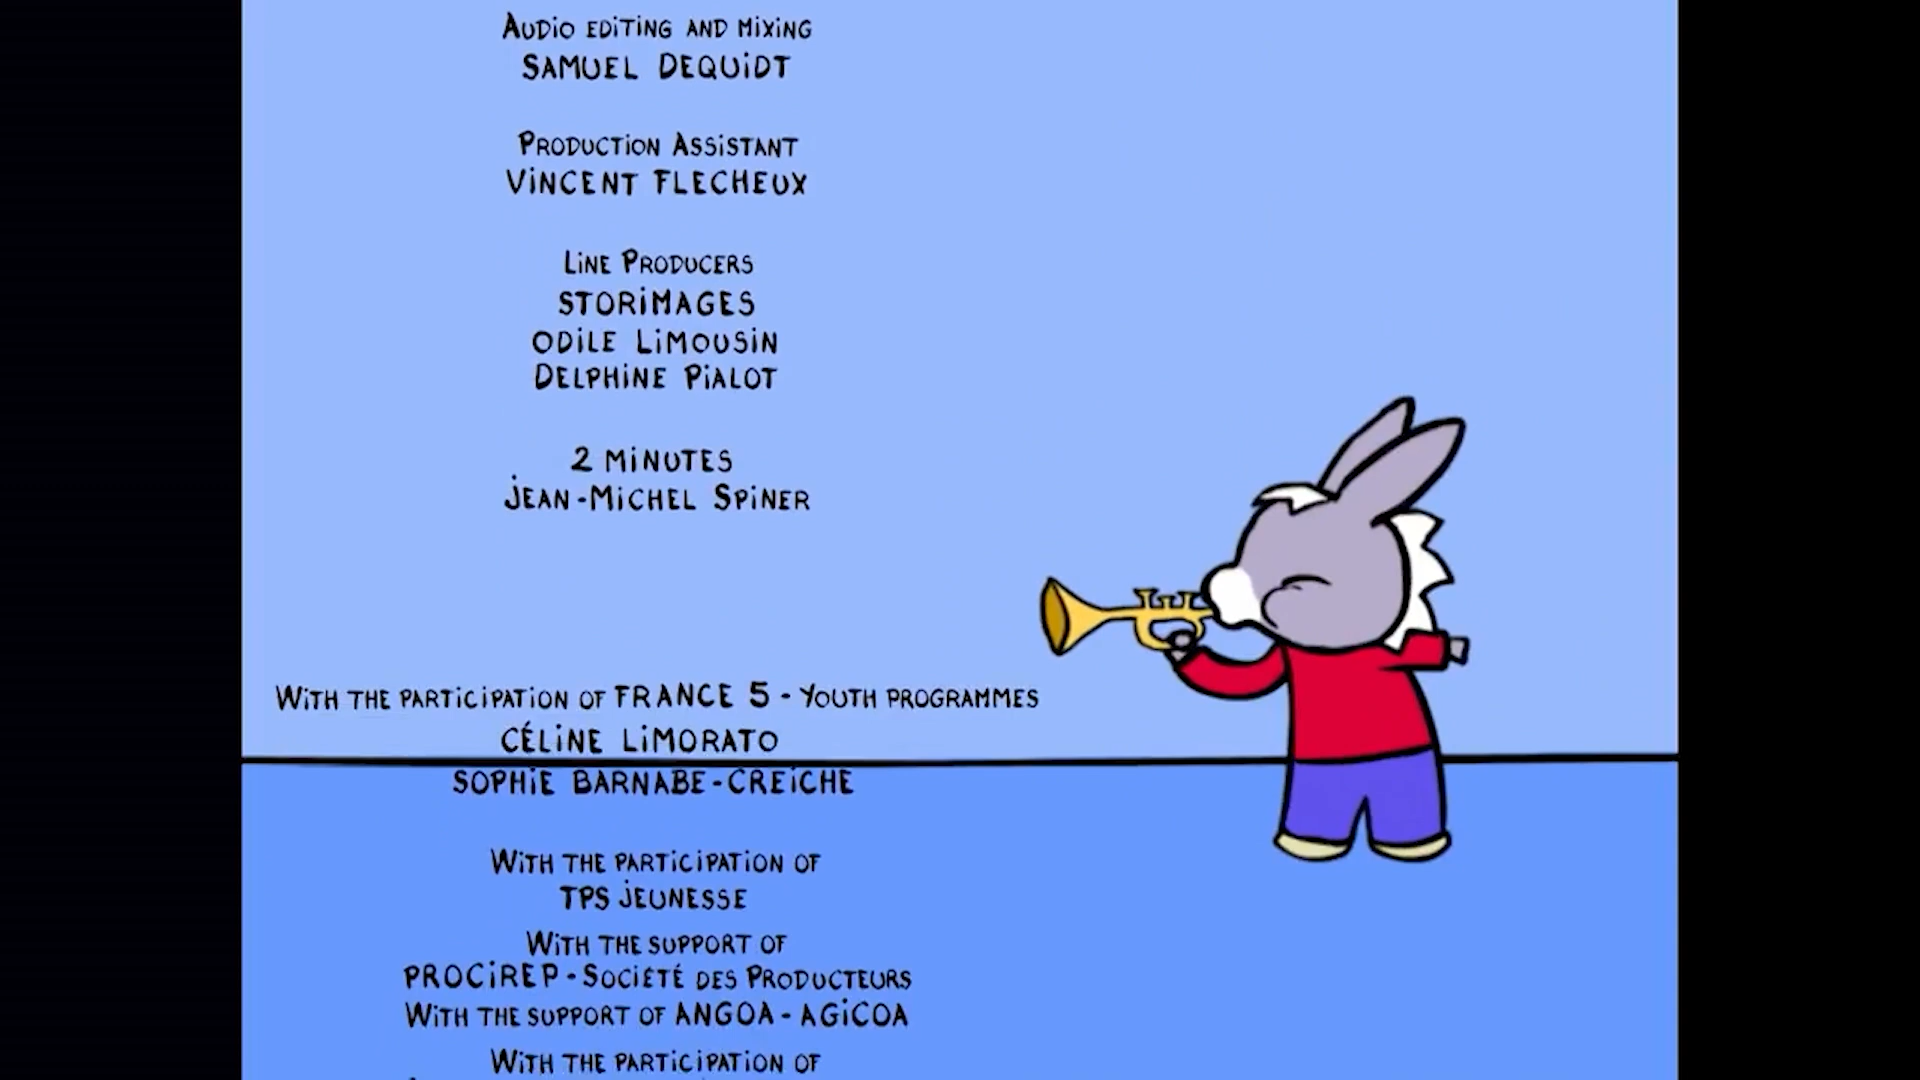 Audio editing and mixing
SAMUEL DEQUIDT
Production Assistant
VINCENT FLECHEUX
Line Producers
STORIMAGES
ODILE LIMOUSIN
DELPHINE PIALOT
2 MINUTES
JEAN-MICHEL SPINER
With the participation of FRANCE 5 - Youth programmes
CÉLINE LIMORATO
SOPHIE BARNABE-CREICHE
With the participation of
TPS JEUNESSE
With the support of
PROCIREP - Société des Producteurs
With the support of ANGOA - AGICOA
With the participation of